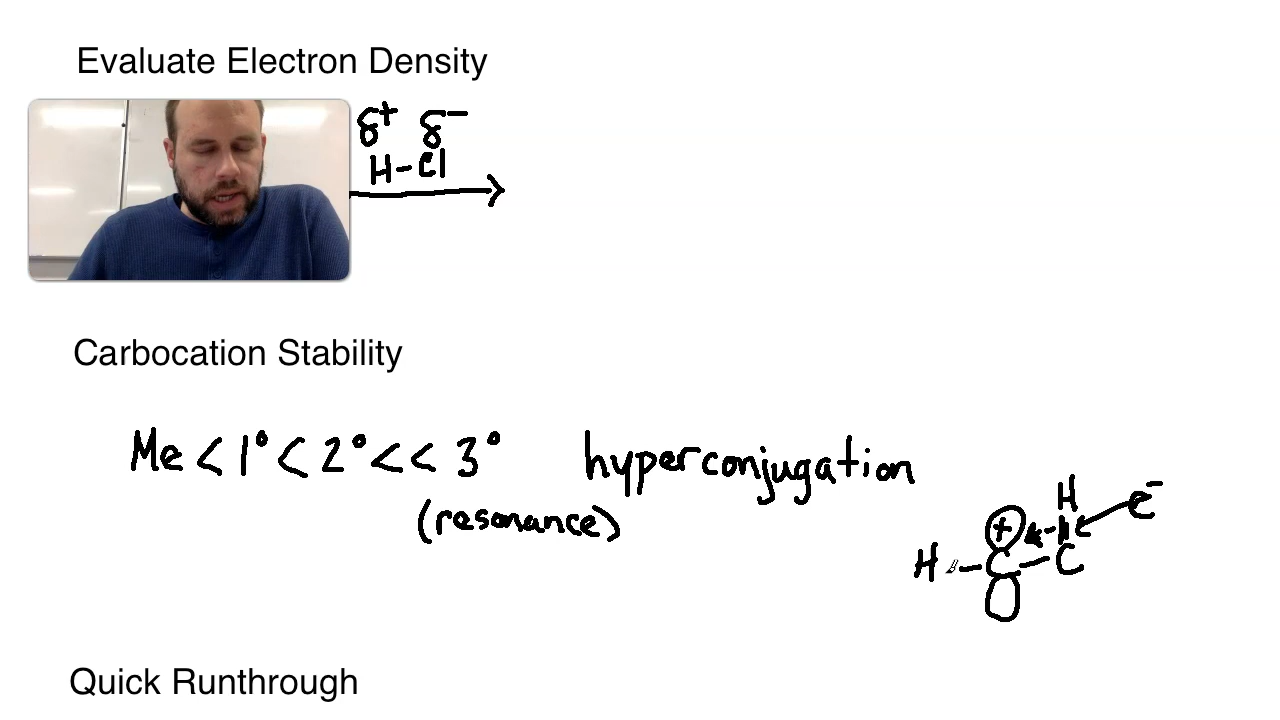 Evaluate Electron Density
δ+ δ-
H-Cl
Carbocation Stability
Me < 1° < 2° << 3° hyperconjugation
(resonance)
H e-
+
H-C-C
Quick Runthrough